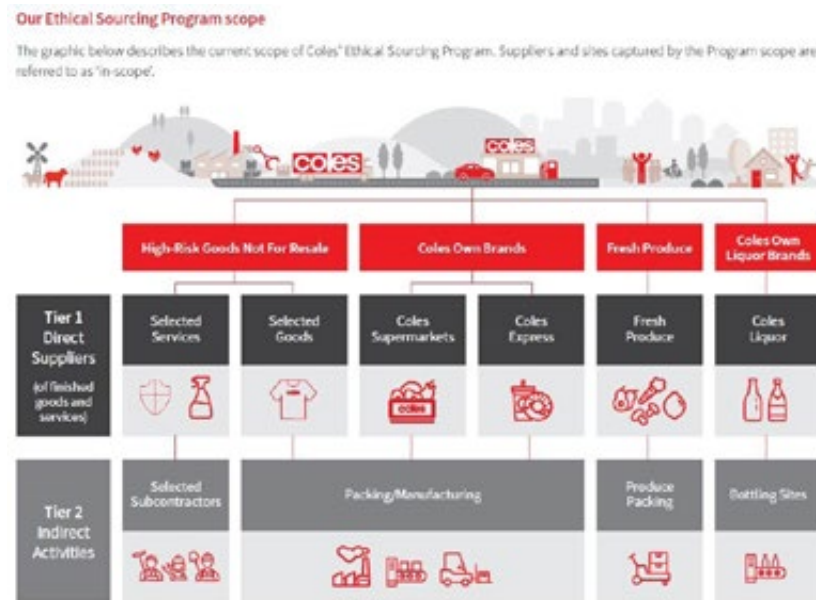 Our Ethical Sourcing Program scope
The graphic below describes the current scope of Coles' Ethical Sourcing Program. Suppliers and sites captured by the Program scope are
referred to as 'in-scope'.
coles
coles
High-Risk Goods Not For Resale
Coles Own Brands
Fresh Produce
Coles Own
Liquor Brands
Tier 1
Direct
Suppliers
(of finished
goods and
services)
Selected
Services
Selected
Goods
Coles
Supermarkets
Coles
Express
Fresh
Produce
Coles
Liquor
coles
Tier 2
Indirect
Activities
Selected
Subcontractors
Packing/Manufacturing
Produce
Packing
Bottling Sites